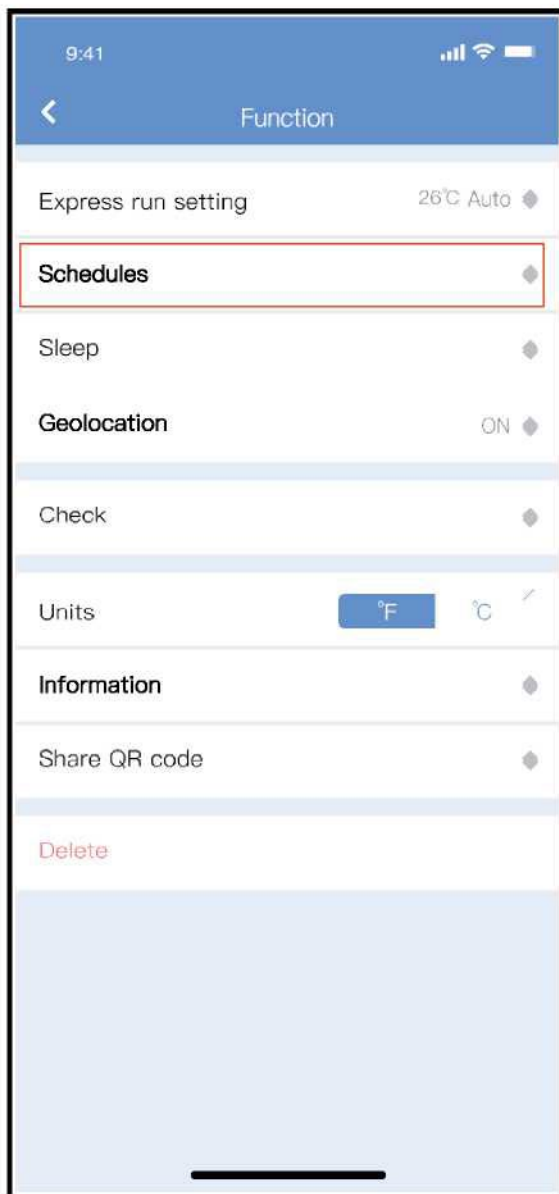 9:41
Function
Express run setting 26°C Auto
Schedules
Sleep
Geolocation ON
Check
Units °F °C
Information
Share QR code
Delete